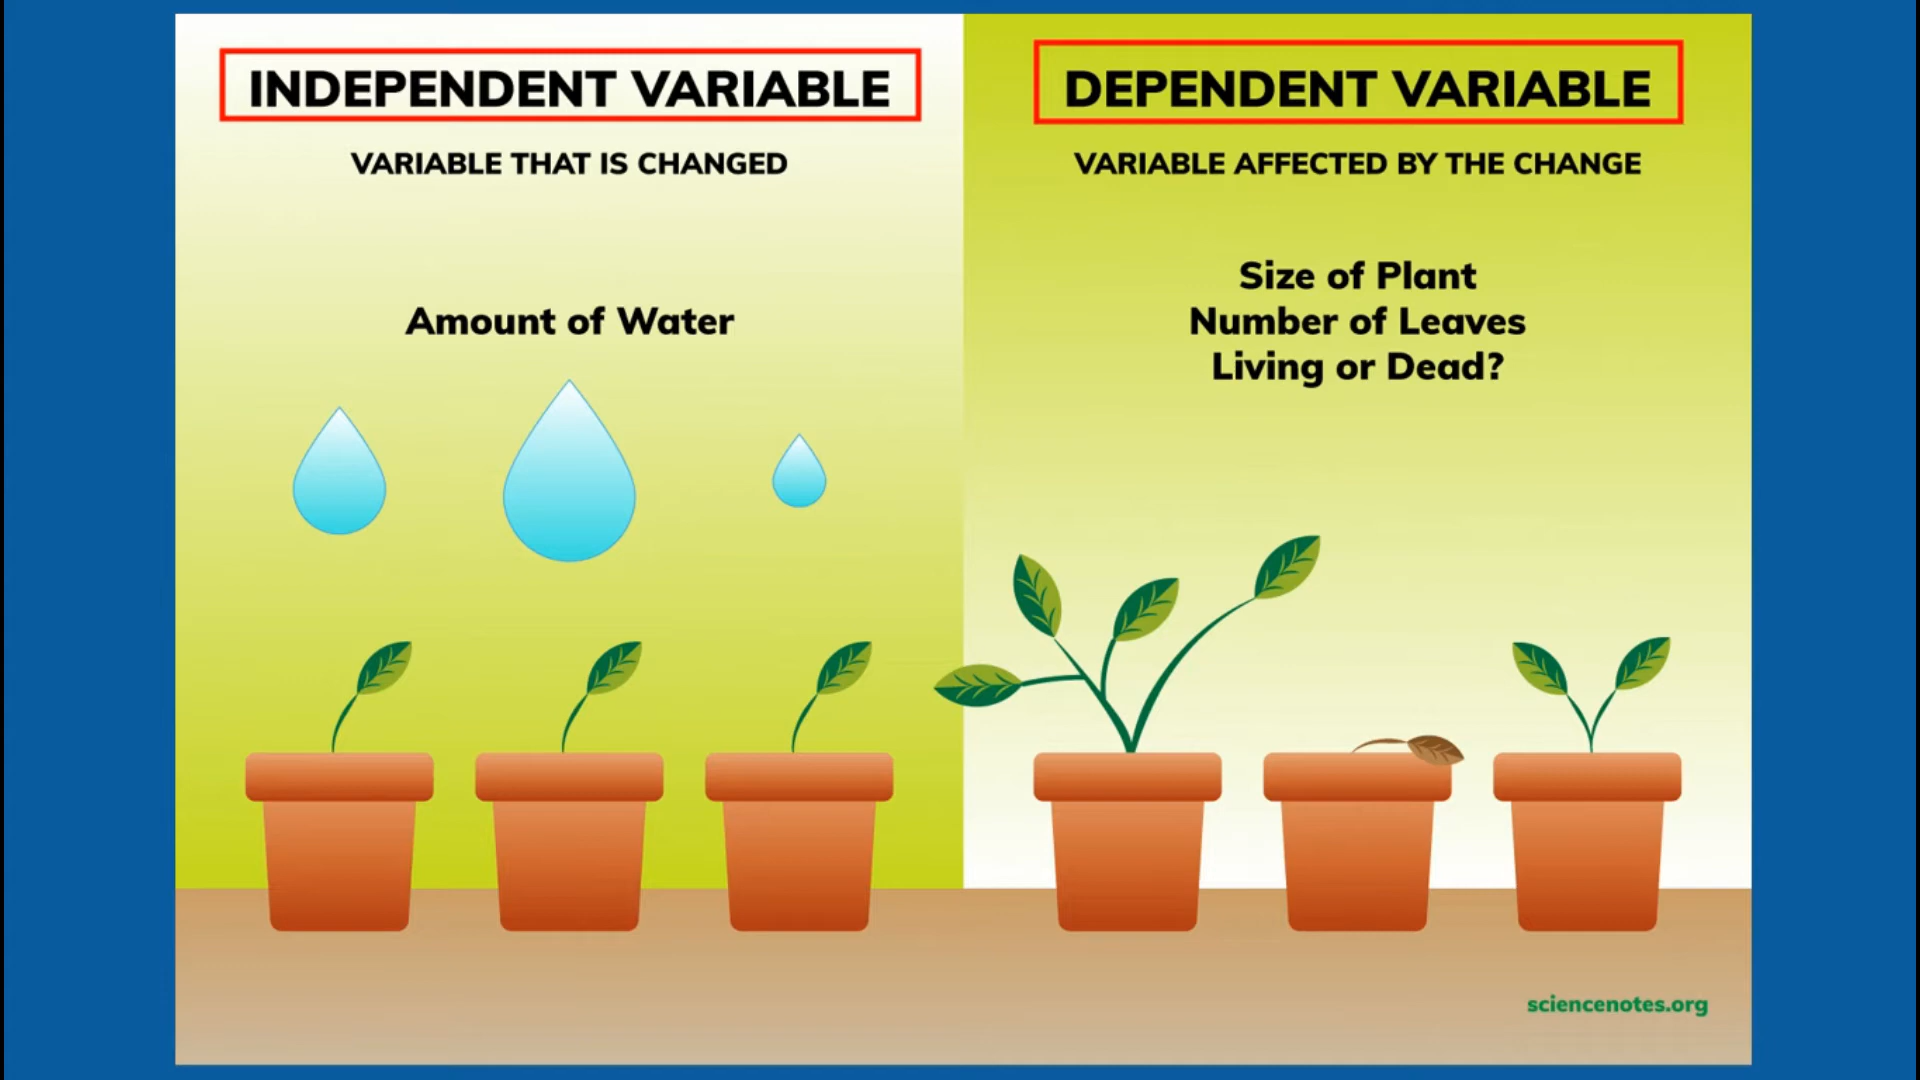 INDEPENDENT VARIABLE
VARIABLE THAT IS CHANGED
Amount of Water
DEPENDENT VARIABLE
VARIABLE AFFECTED BY THE CHANGE
Size of Plant
Number of Leaves
Living or Dead?
sciencenotes.org